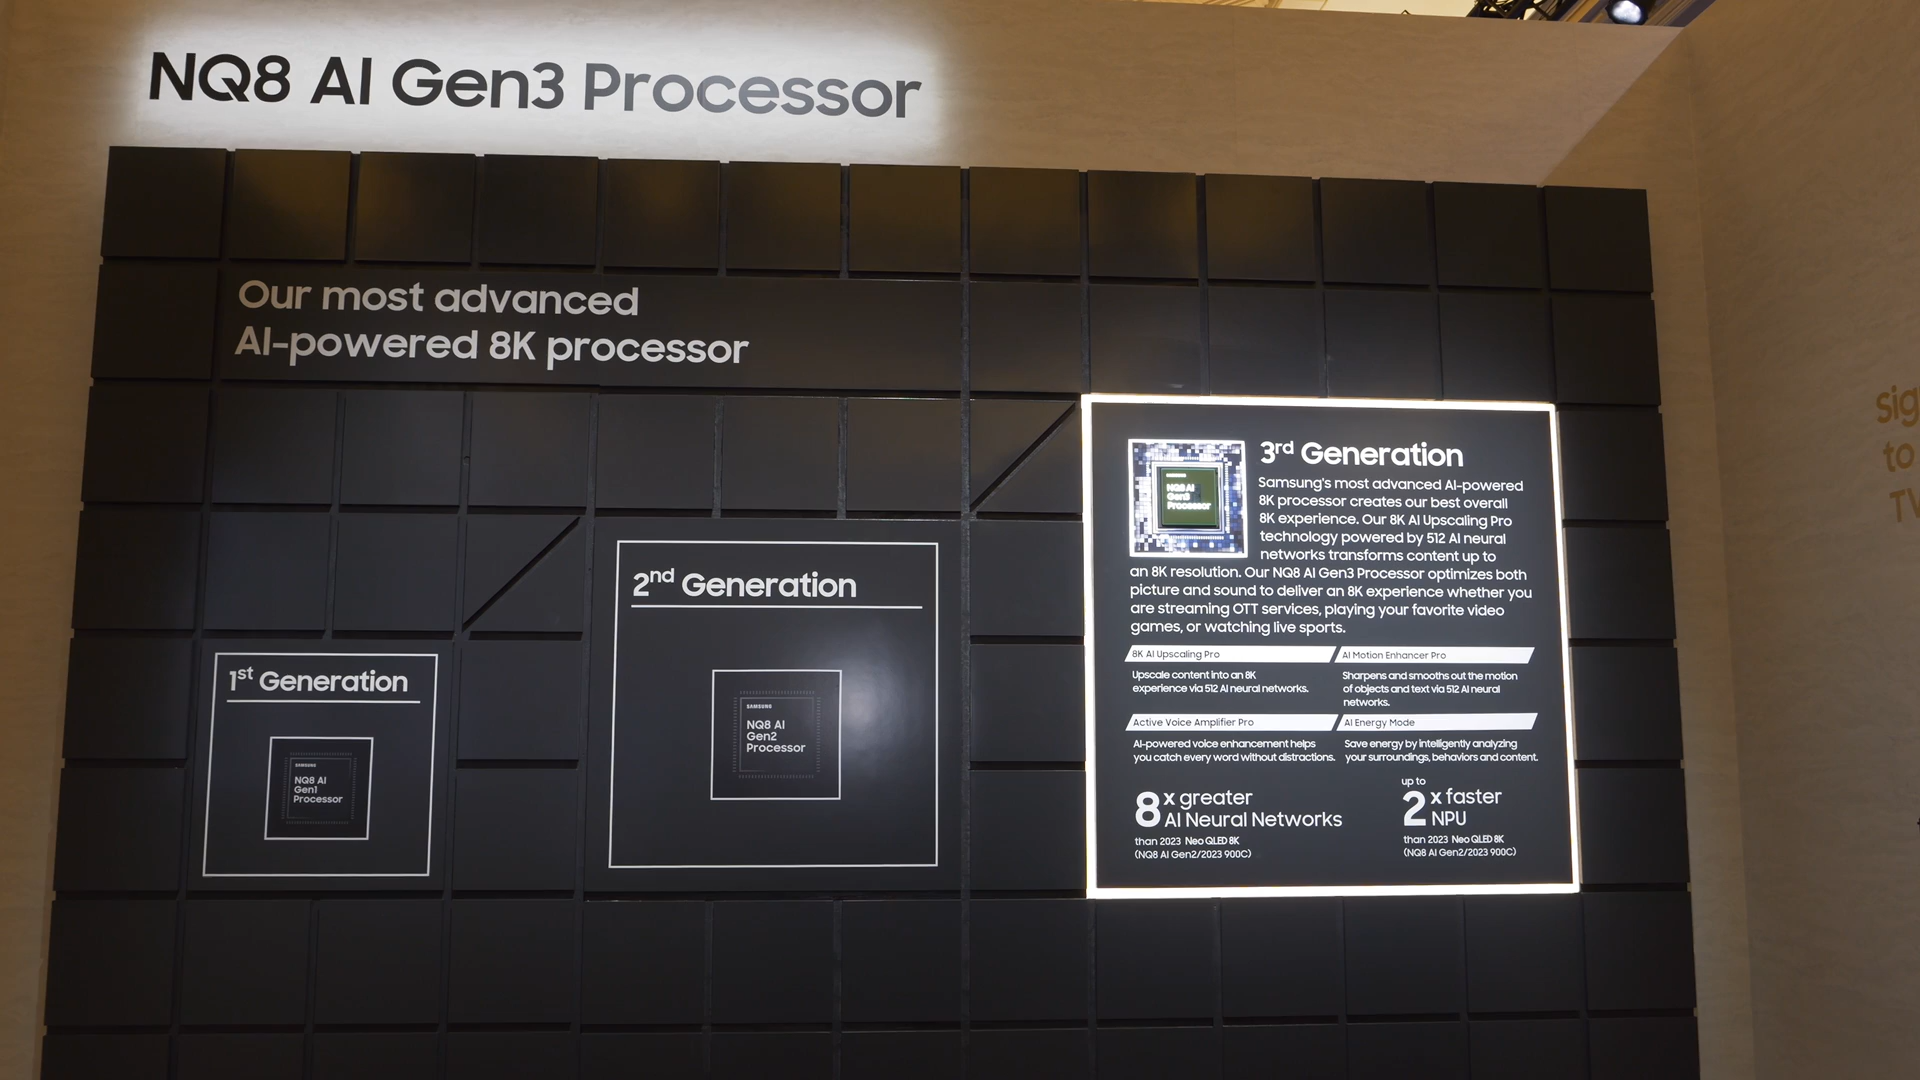 NQ8 AI Gen3 Processor
Our most advanced
AI-powered 8K processor
1st Generation
SAMSUNG
NQ8 AI
Gen1
Processor
2nd Generation
SAMSUNG
NQ8 AI
Gen2
Processor
SAMSUNG
NQ8 AI
Gen3
Processor
3rd Generation
Samsung's most advanced AI-powered
8K processor creates our best overall
8K experience. Our 8K AI Upscaling Pro
technology powered by 512 AI neural
networks transforms content up to
an 8K resolution. Our NQ8 AI Gen3 Processor optimizes both
picture and sound to deliver an 8K experience whether you
are streaming OTT services, playing your favorite video
games, or watching live sports.
8K AI Upscaling Pro
Upscale content into an 8K
experience via 512 AI neural networks.
AI Motion Enhancer Pro
Sharpens and smooths out the motion
of objects and text via 512 AI neural
networks.
Active Voice Amplifier Pro
AI-powered voice enhancement helps
you catch every word without distractions.
AI Energy Mode
Save energy by intelligently analyzing
your surroundings, behaviors and content.
8x greater
AI Neural Networks
than 2023 Neo QLED 8K
(NQ8 AI Gen2/2023 900C)
up to
2x faster
NPU
than 2023 Neo QLED 8K
(NQ8 AI Gen2/2023 900C)
to